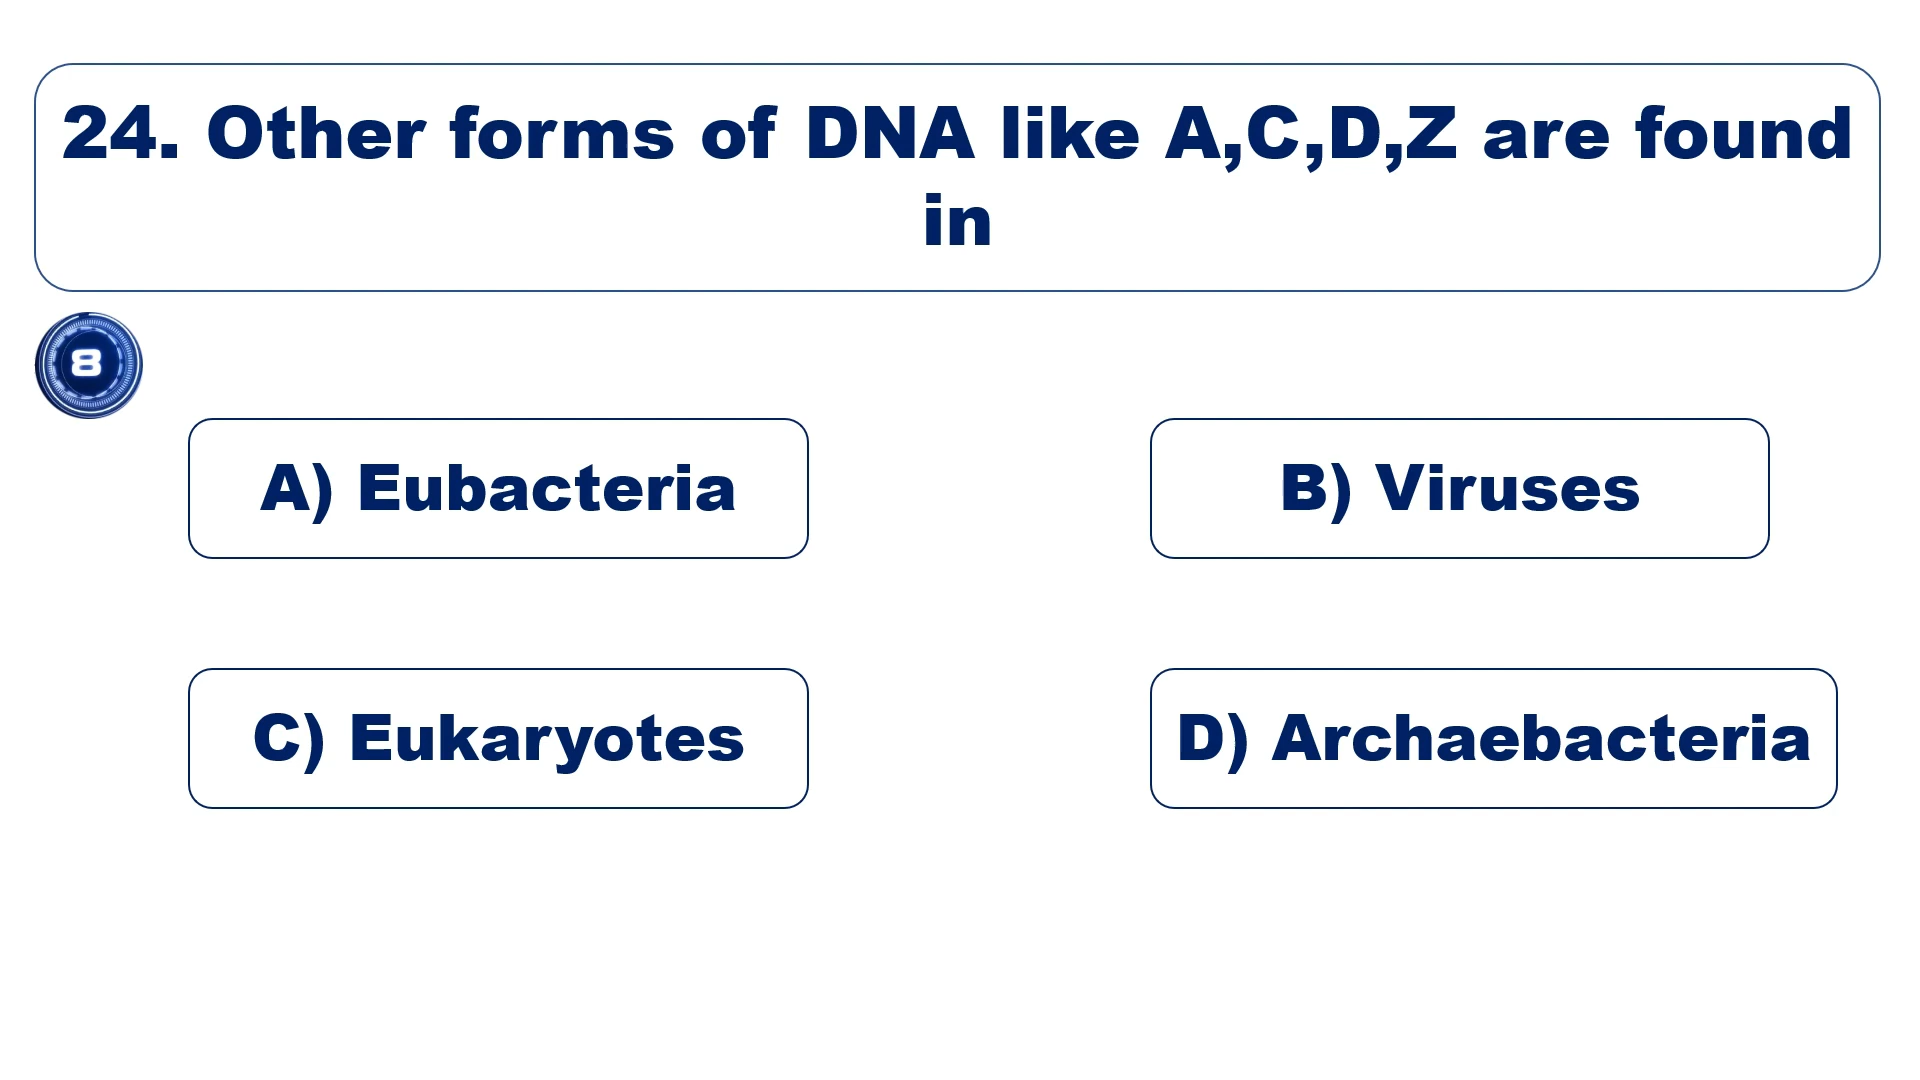 24. Other forms of DNA like A,C,D,Z are found
in
8
A) Eubacteria
B) Viruses
C) Eukaryotes
D) Archaebacteria